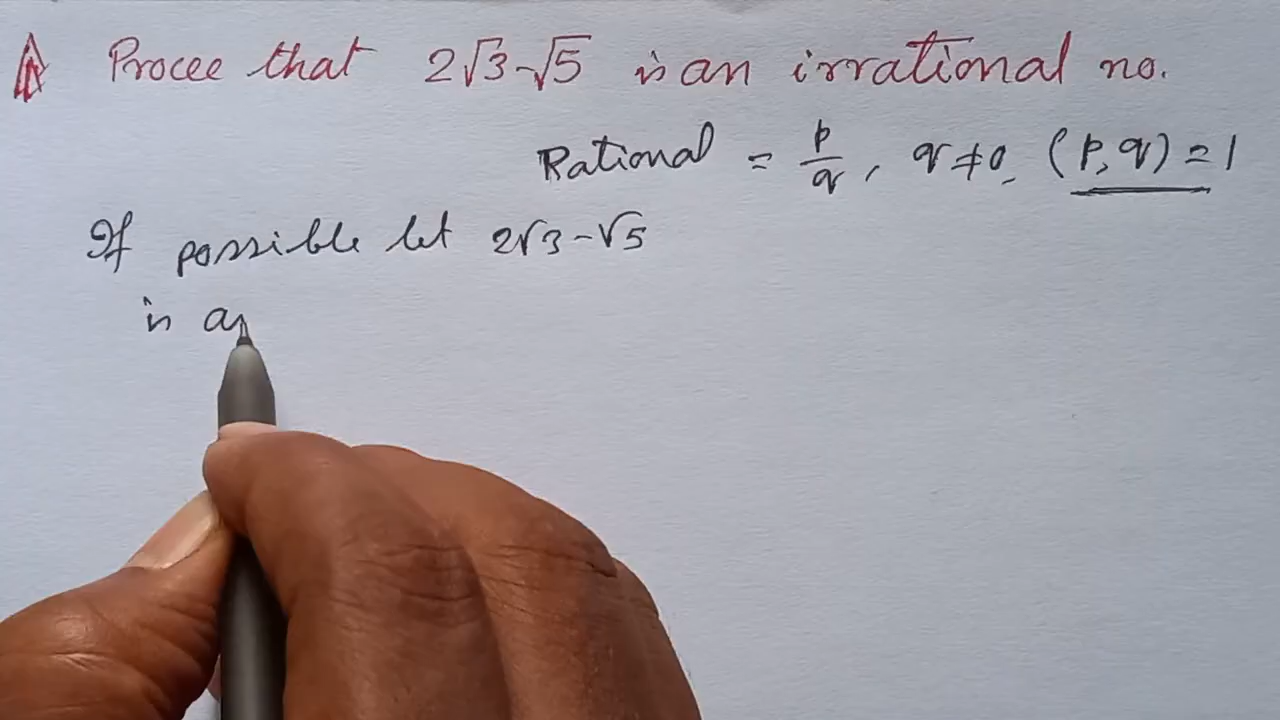 Procee that 2√3-√5 is an irrational no.
Rational = p/q, q≠0, (p,q)=1
If possible let 2√3-√5
is an